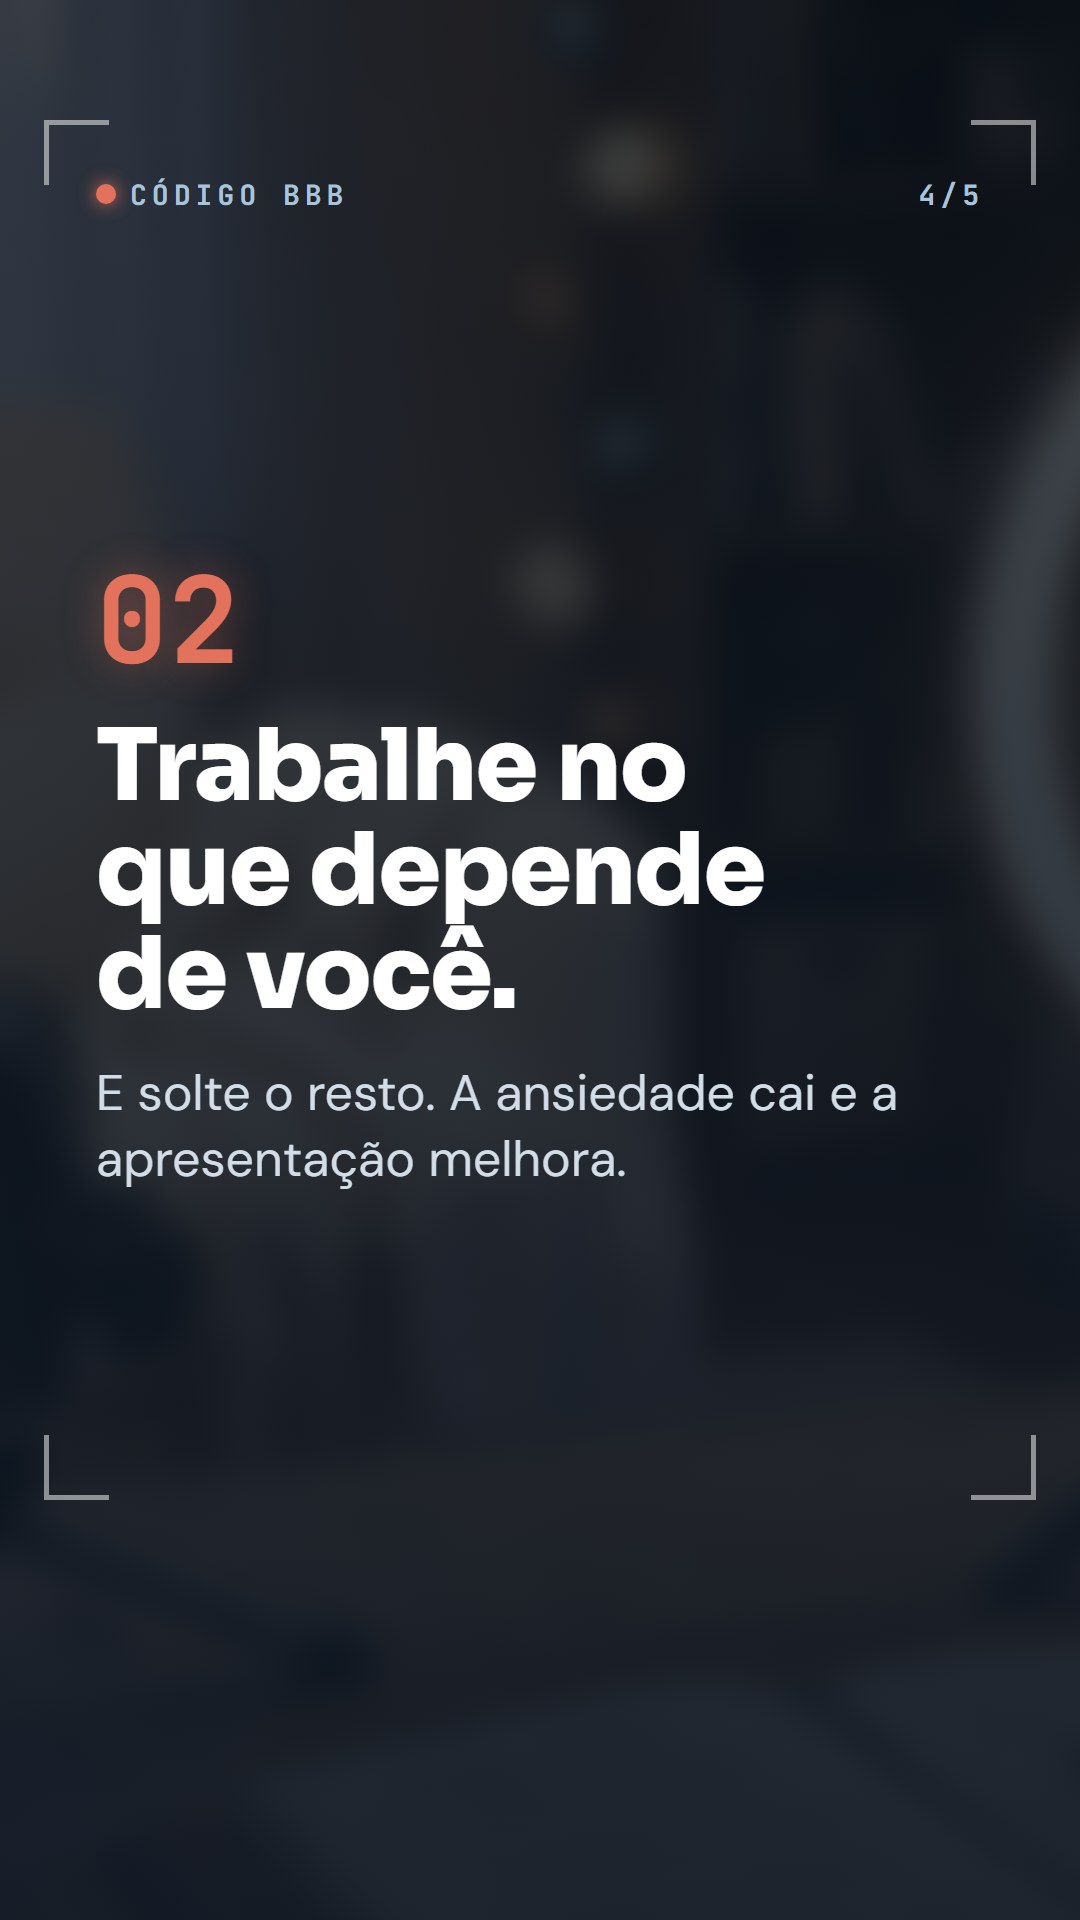 CÓDIGO BBB
4/5
02
Trabalhe no
que depende
de você.
E solte o resto. A ansiedade cai e a
apresentação melhora.